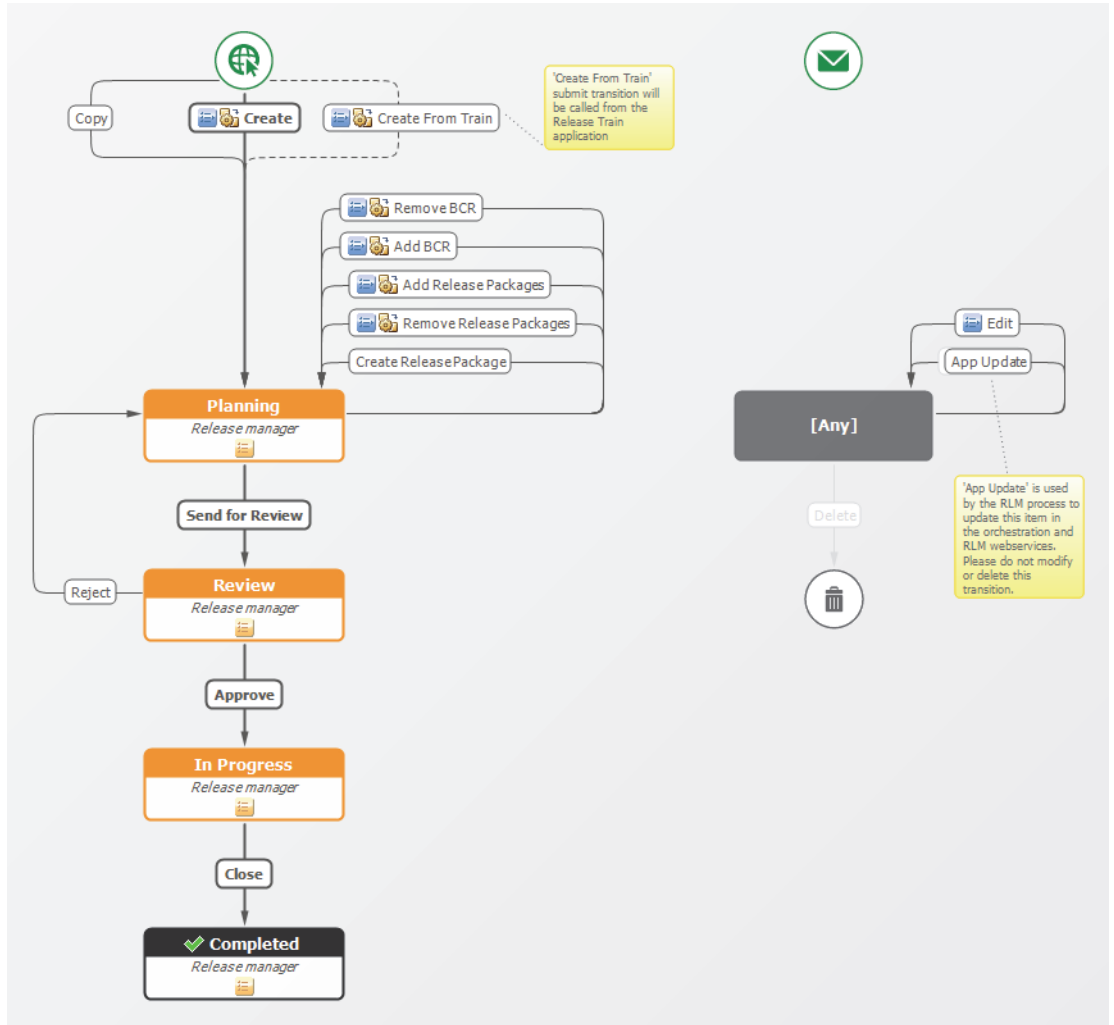 'Create From Train'
submit transition will
be called from the
Release Train
application
Copy
Create
Create From Train
Remove BCR
Add BCR
Add Release Packages
Remove Release Packages
Create Release Package
Edit
App Update
Planning
Release manager
[Any]
Send for Review
Delete
'App Update' is used
by the RLM process to
update this item in
the orchestration and
RLM webservices.
Please do not modify
or delete this
transition.
Reject
Review
Release manager
Approve
In Progress
Release manager
Close
Completed
Release manager